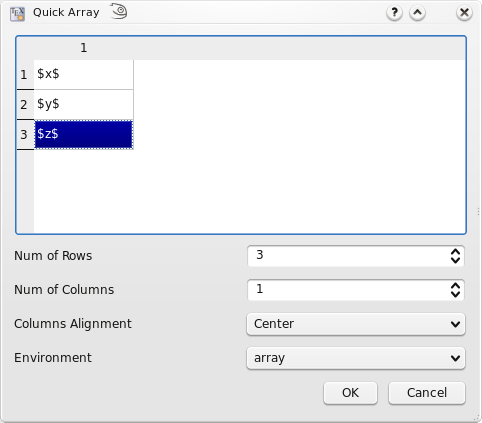 Quick Array
1
1 $x$
2 $y$
3 $z$
Num of Rows 3
Num of Columns 1
Columns Alignment Center
Environment array
OK Cancel